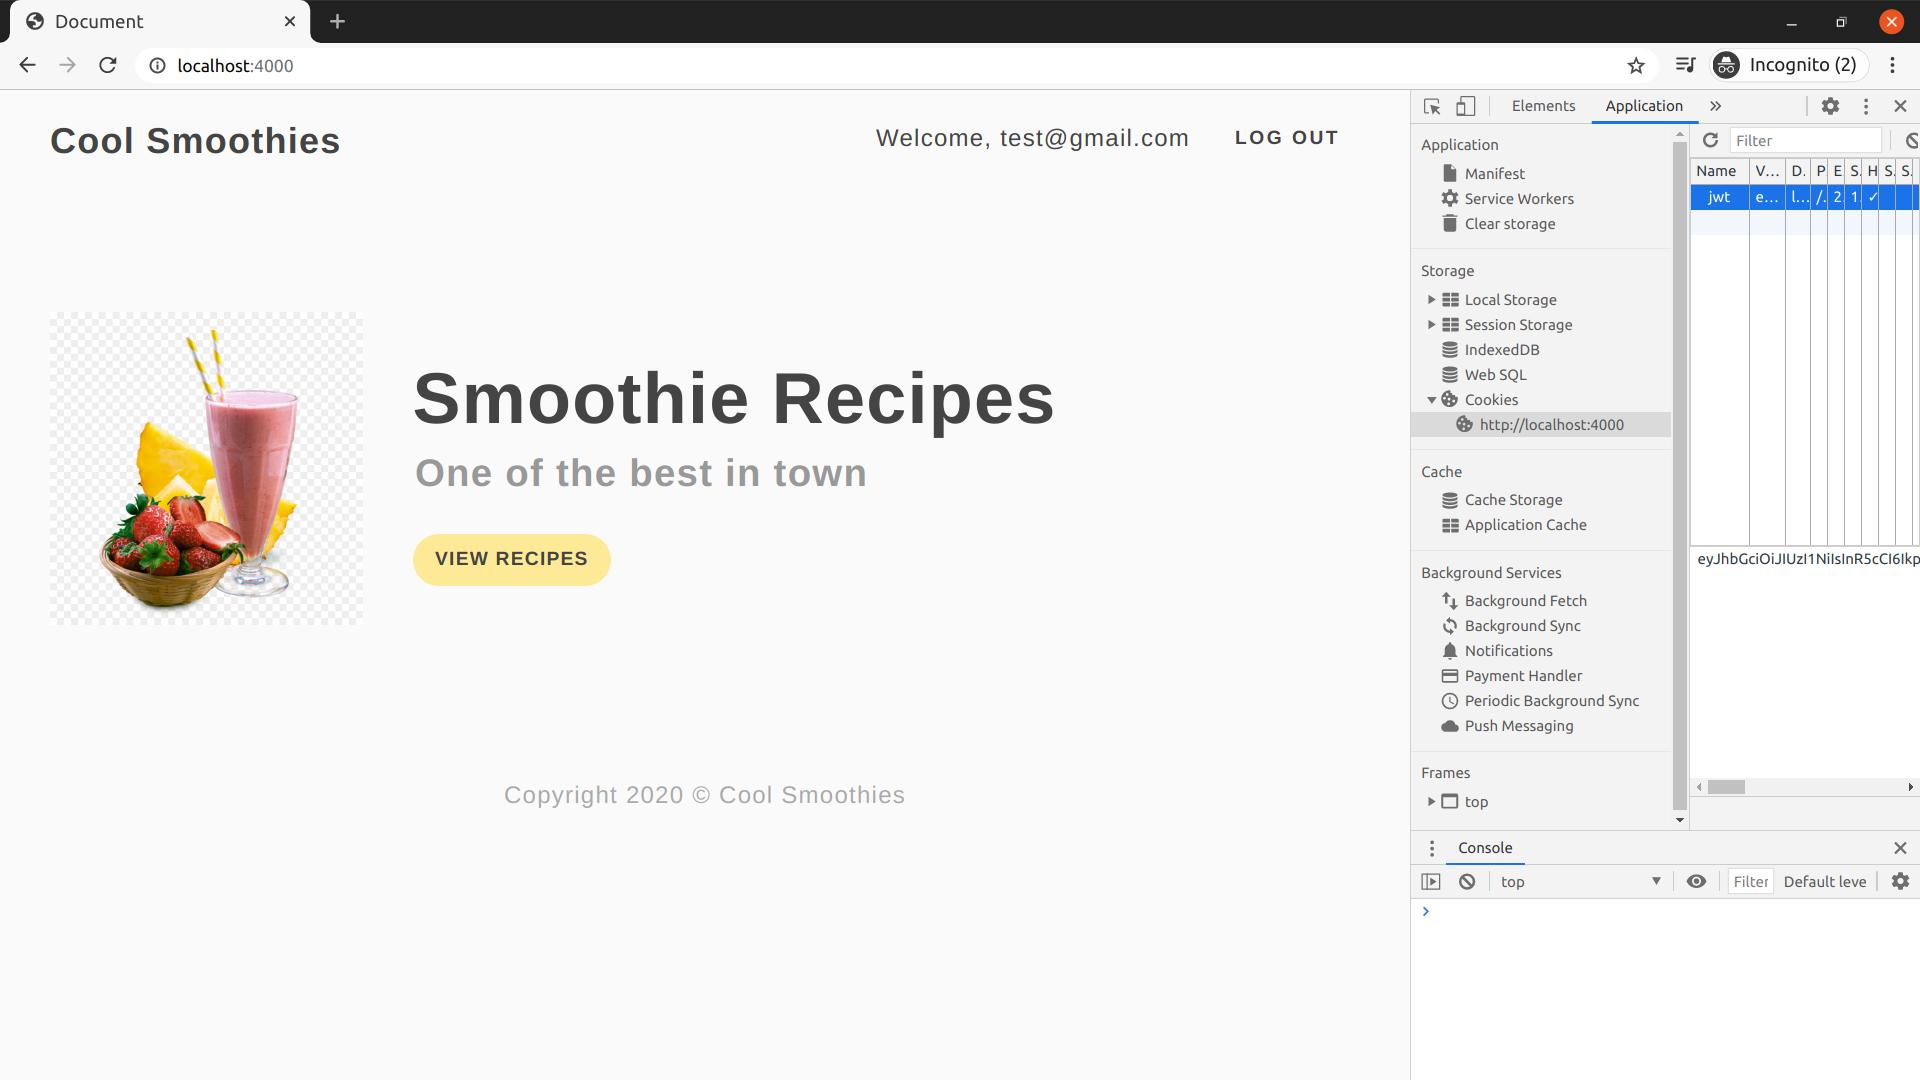 Document
localhost:4000
Incognito (2)
Cool Smoothies
Welcome, test@gmail.com
LOG OUT
Smoothie Recipes
One of the best in town
VIEW RECIPES
Copyright 2020 © Cool Smoothies
Elements
Application
Application
Manifest
Service Workers
Clear storage
Storage
Local Storage
Session Storage
IndexedDB
Web SQL
Cookies
http://localhost:4000
Cache
Cache Storage
Application Cache
Background Services
Background Fetch
Background Sync
Notifications
Payment Handler
Periodic Background Sync
Push Messaging
Frames
top
Filter
Name V... D. P E S. H S. S.
jwt e... l... /. 2 1 ✓
eyJhbGciOiJIUzI1NiIsInR5cCI6Ikp
Console
top
Filter
Default leve